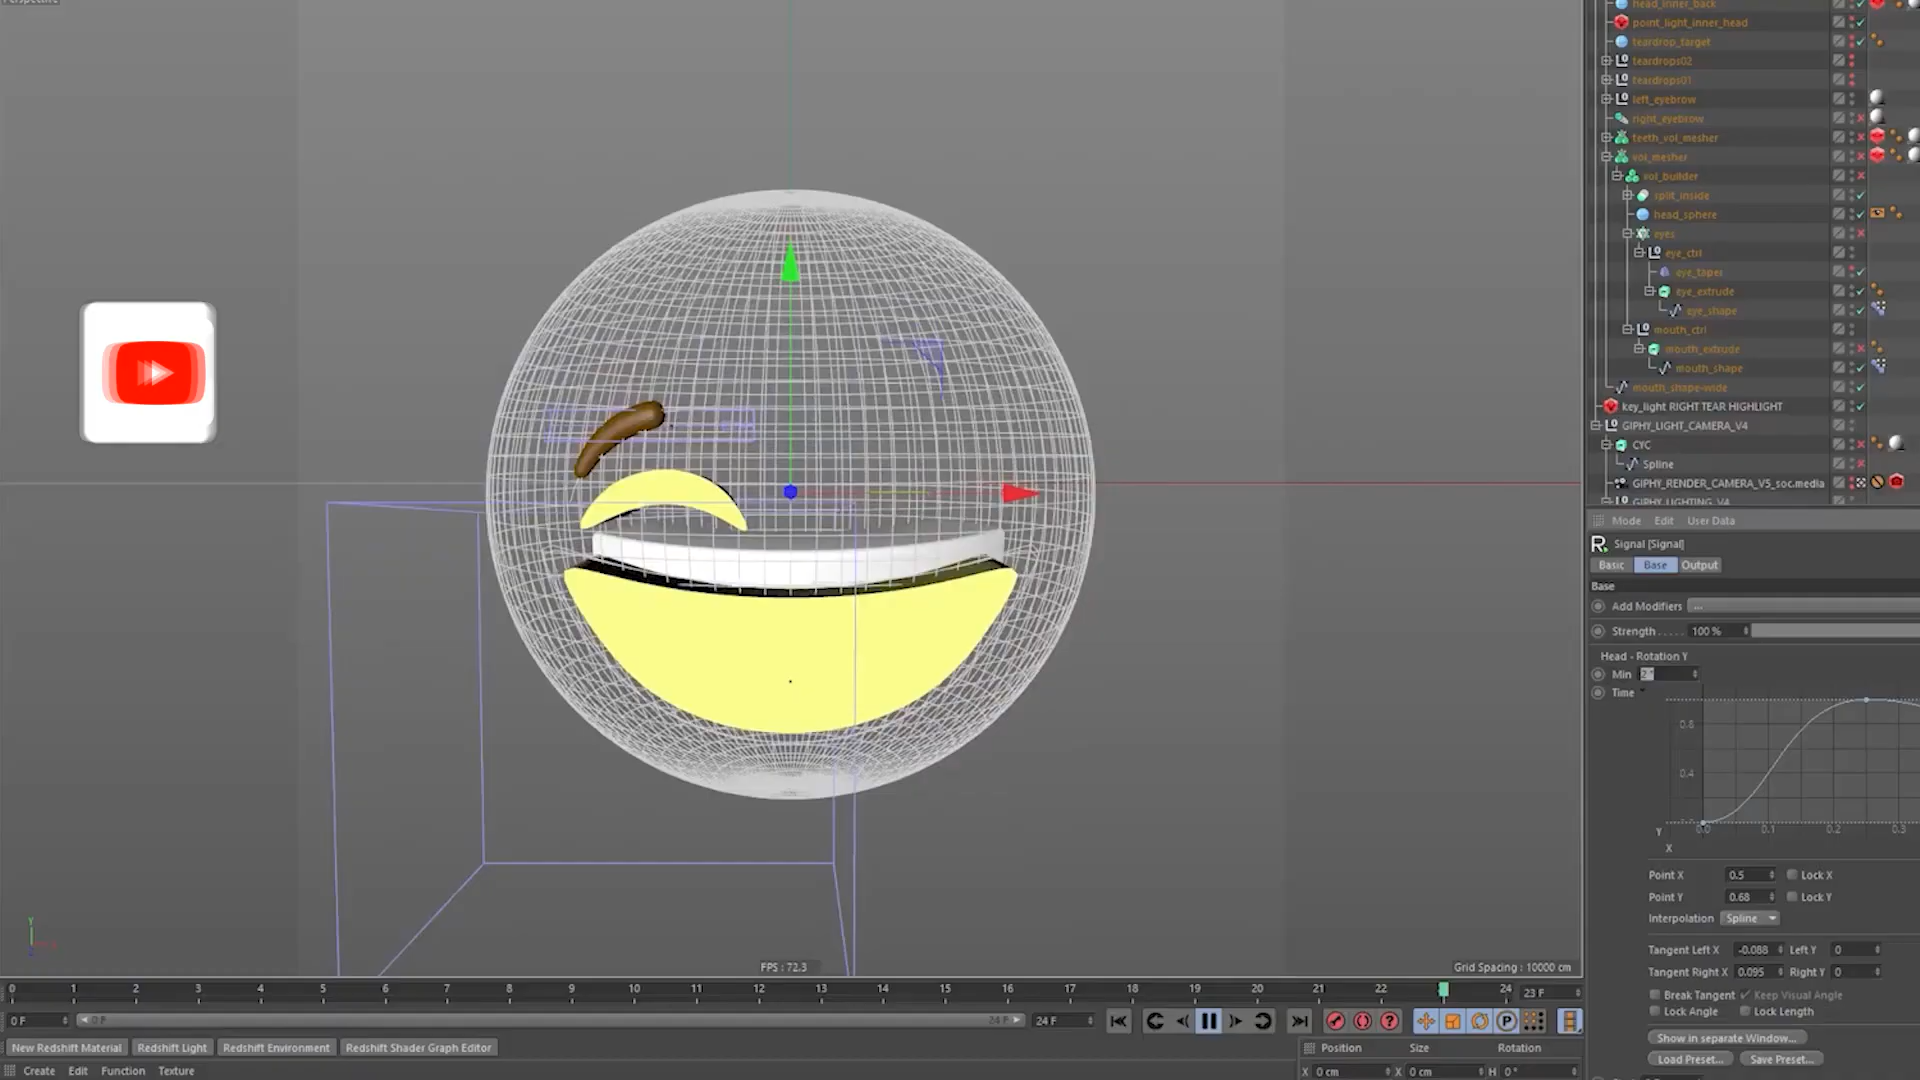 Perspective
head_inner_back
point_light_inner_head
teardrop_target
teardrops02
teardrops01
left_eyebrow
right_eyebrow
teeth_vol_mesher
vol_mesher
vol_builder
split_inside
head_sphere
eyes
eye_ctrl
eye_taper
eye_extrude
eye_shape
mouth_ctrl
mouth_extrude
mouth_shape
mouth_shape-wide
key_light RIGHT TEAR HIGHLIGHT
GIPHY_LIGHT_CAMERA_V4
CYC
Spline
GIPHY_RENDER_CAMERA_V5_soc.media
GIPHY_LIGHTING_V4
Mode Edit User Data
R. Signal [Signal]
Basic Base Output
Base
Add Modifiers ...
Strength ..... 100 %
Head - Rotation Y
Min
Time
0.8
0.4
Y 0.0 0.1 0.2 0.3
X
Point X 0.5 Lock X
Point Y 0.68 Lock Y
Interpolation Spline
Tangent Left X -0.088 Left Y 0
Tangent Right X 0.095 Right Y 0
Break Tangent Keep Visual Angle
Lock Angle Lock Length
Show in separate Window...
Load Preset... Save Preset...
FPS : 72.3
Grid Spacing : 10000 cm
Y
0 1 2 3 4 5 6 7 8 9 10 11 12 13 14 15 16 17 18 19 20 21 22 24 23 F
0 F 0 F 24 F 24 F P
New Redshift Material Redshift Light Redshift Environment Redshift Shader Graph Editor
Position Size Rotation
Create Edit Function Texture
X 0 cm X 0 cm H 0 °